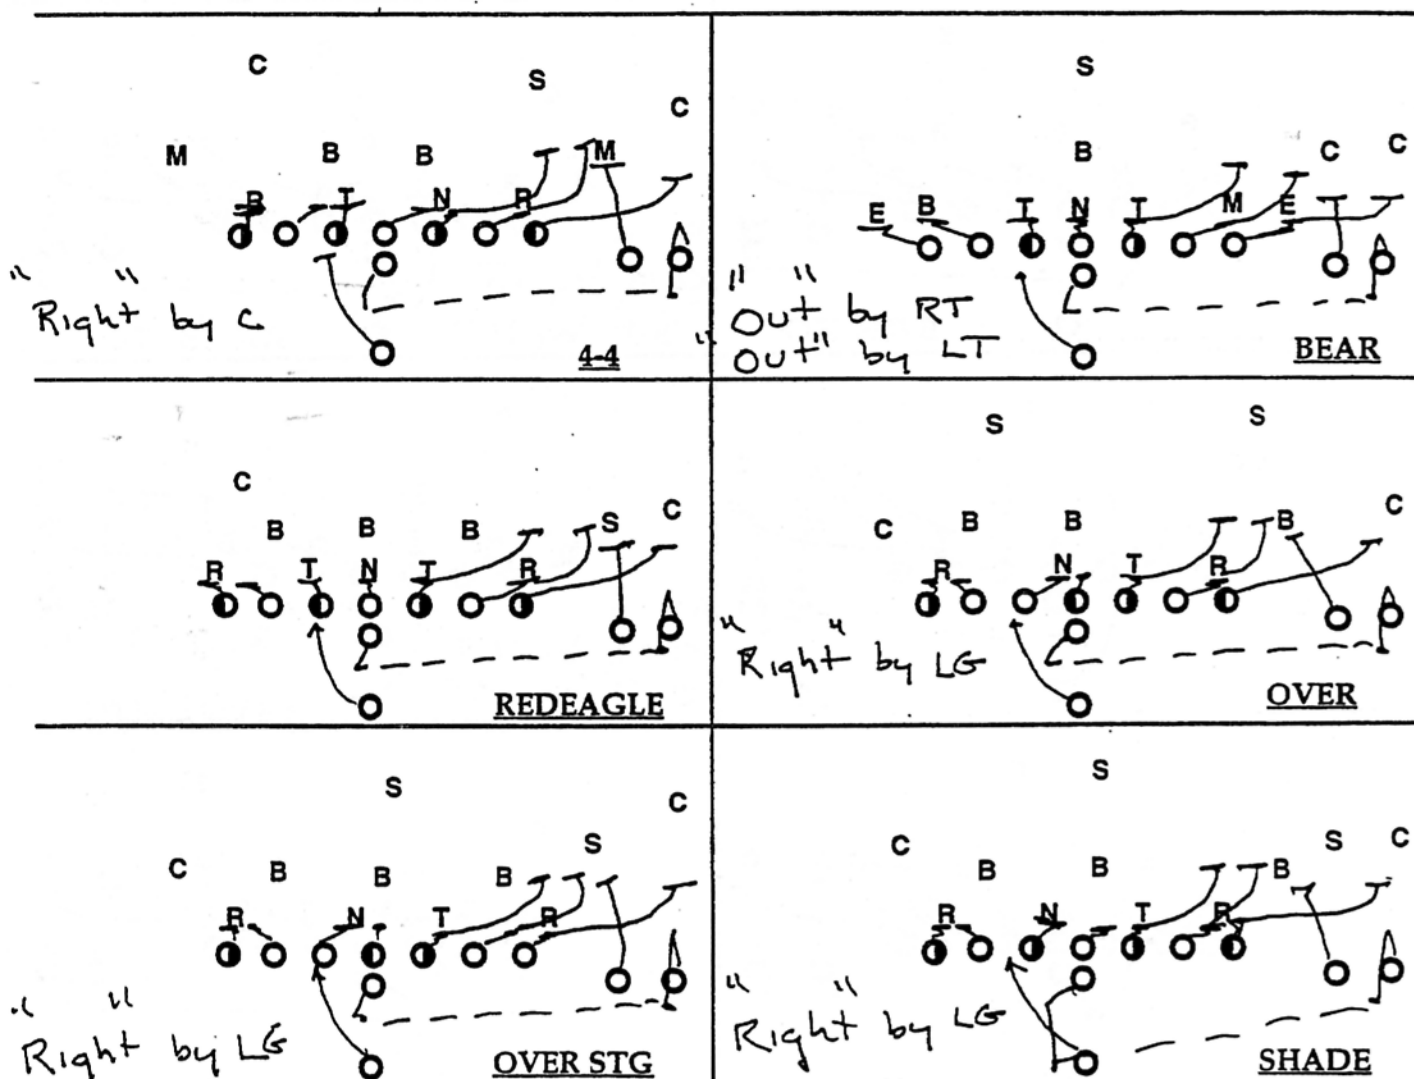 C
S
C
M B B M
R T N R
"Right" by C
4-4
S
B C C
E B T N T M E
"Out" by RT
"Out" by LT
BEAR
C
B B B S C
R T N T R
REDEAGLE
S S
C B B B C
R N T R
"Right" by LG
OVER
S
C
C B B B S
R N T R
"Right" by LG
OVER STG
S
C B B B S C
R N T R
"Right" by LG
SHADE